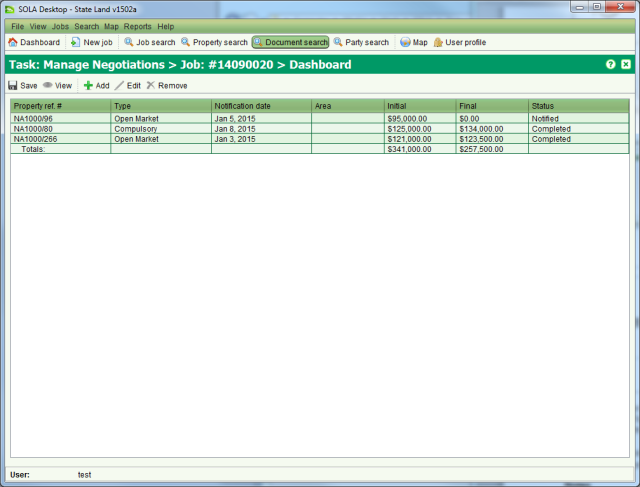 SOLA Desktop - State Land v1502a
File View Jobs Search Map Reports Help
Dashboard New job Job search Property search Document search Party search Map User profile
Task: Manage Negotiations > Job: #14090020 > Dashboard
Save View Add Edit Remove
Property ref. # Type Notification date Area Initial Final Status
NA1000/96 Open Market Jan 5, 2015 $95,000.00 $0.00 Notified
NA1000/80 Compulsory Jan 8, 2015 $125,000.00 $134,000.00 Completed
NA1000/266 Open Market Jan 3, 2015 $121,000.00 $123,500.00 Completed
Totals: $341,000.00 $257,500.00
User: test